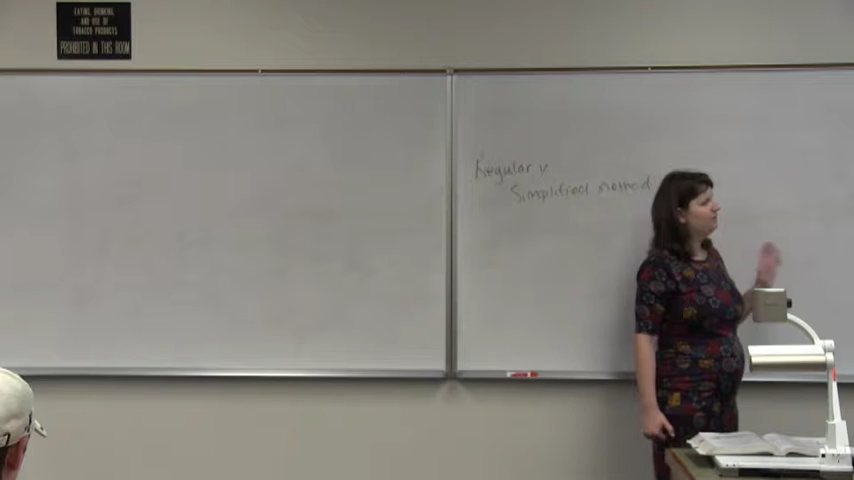 EATING, DRINKING,
AND USE OF
TOBACCO PRODUCTS
PROHIBITED IN THIS ROOM
Regular v
Simplified method